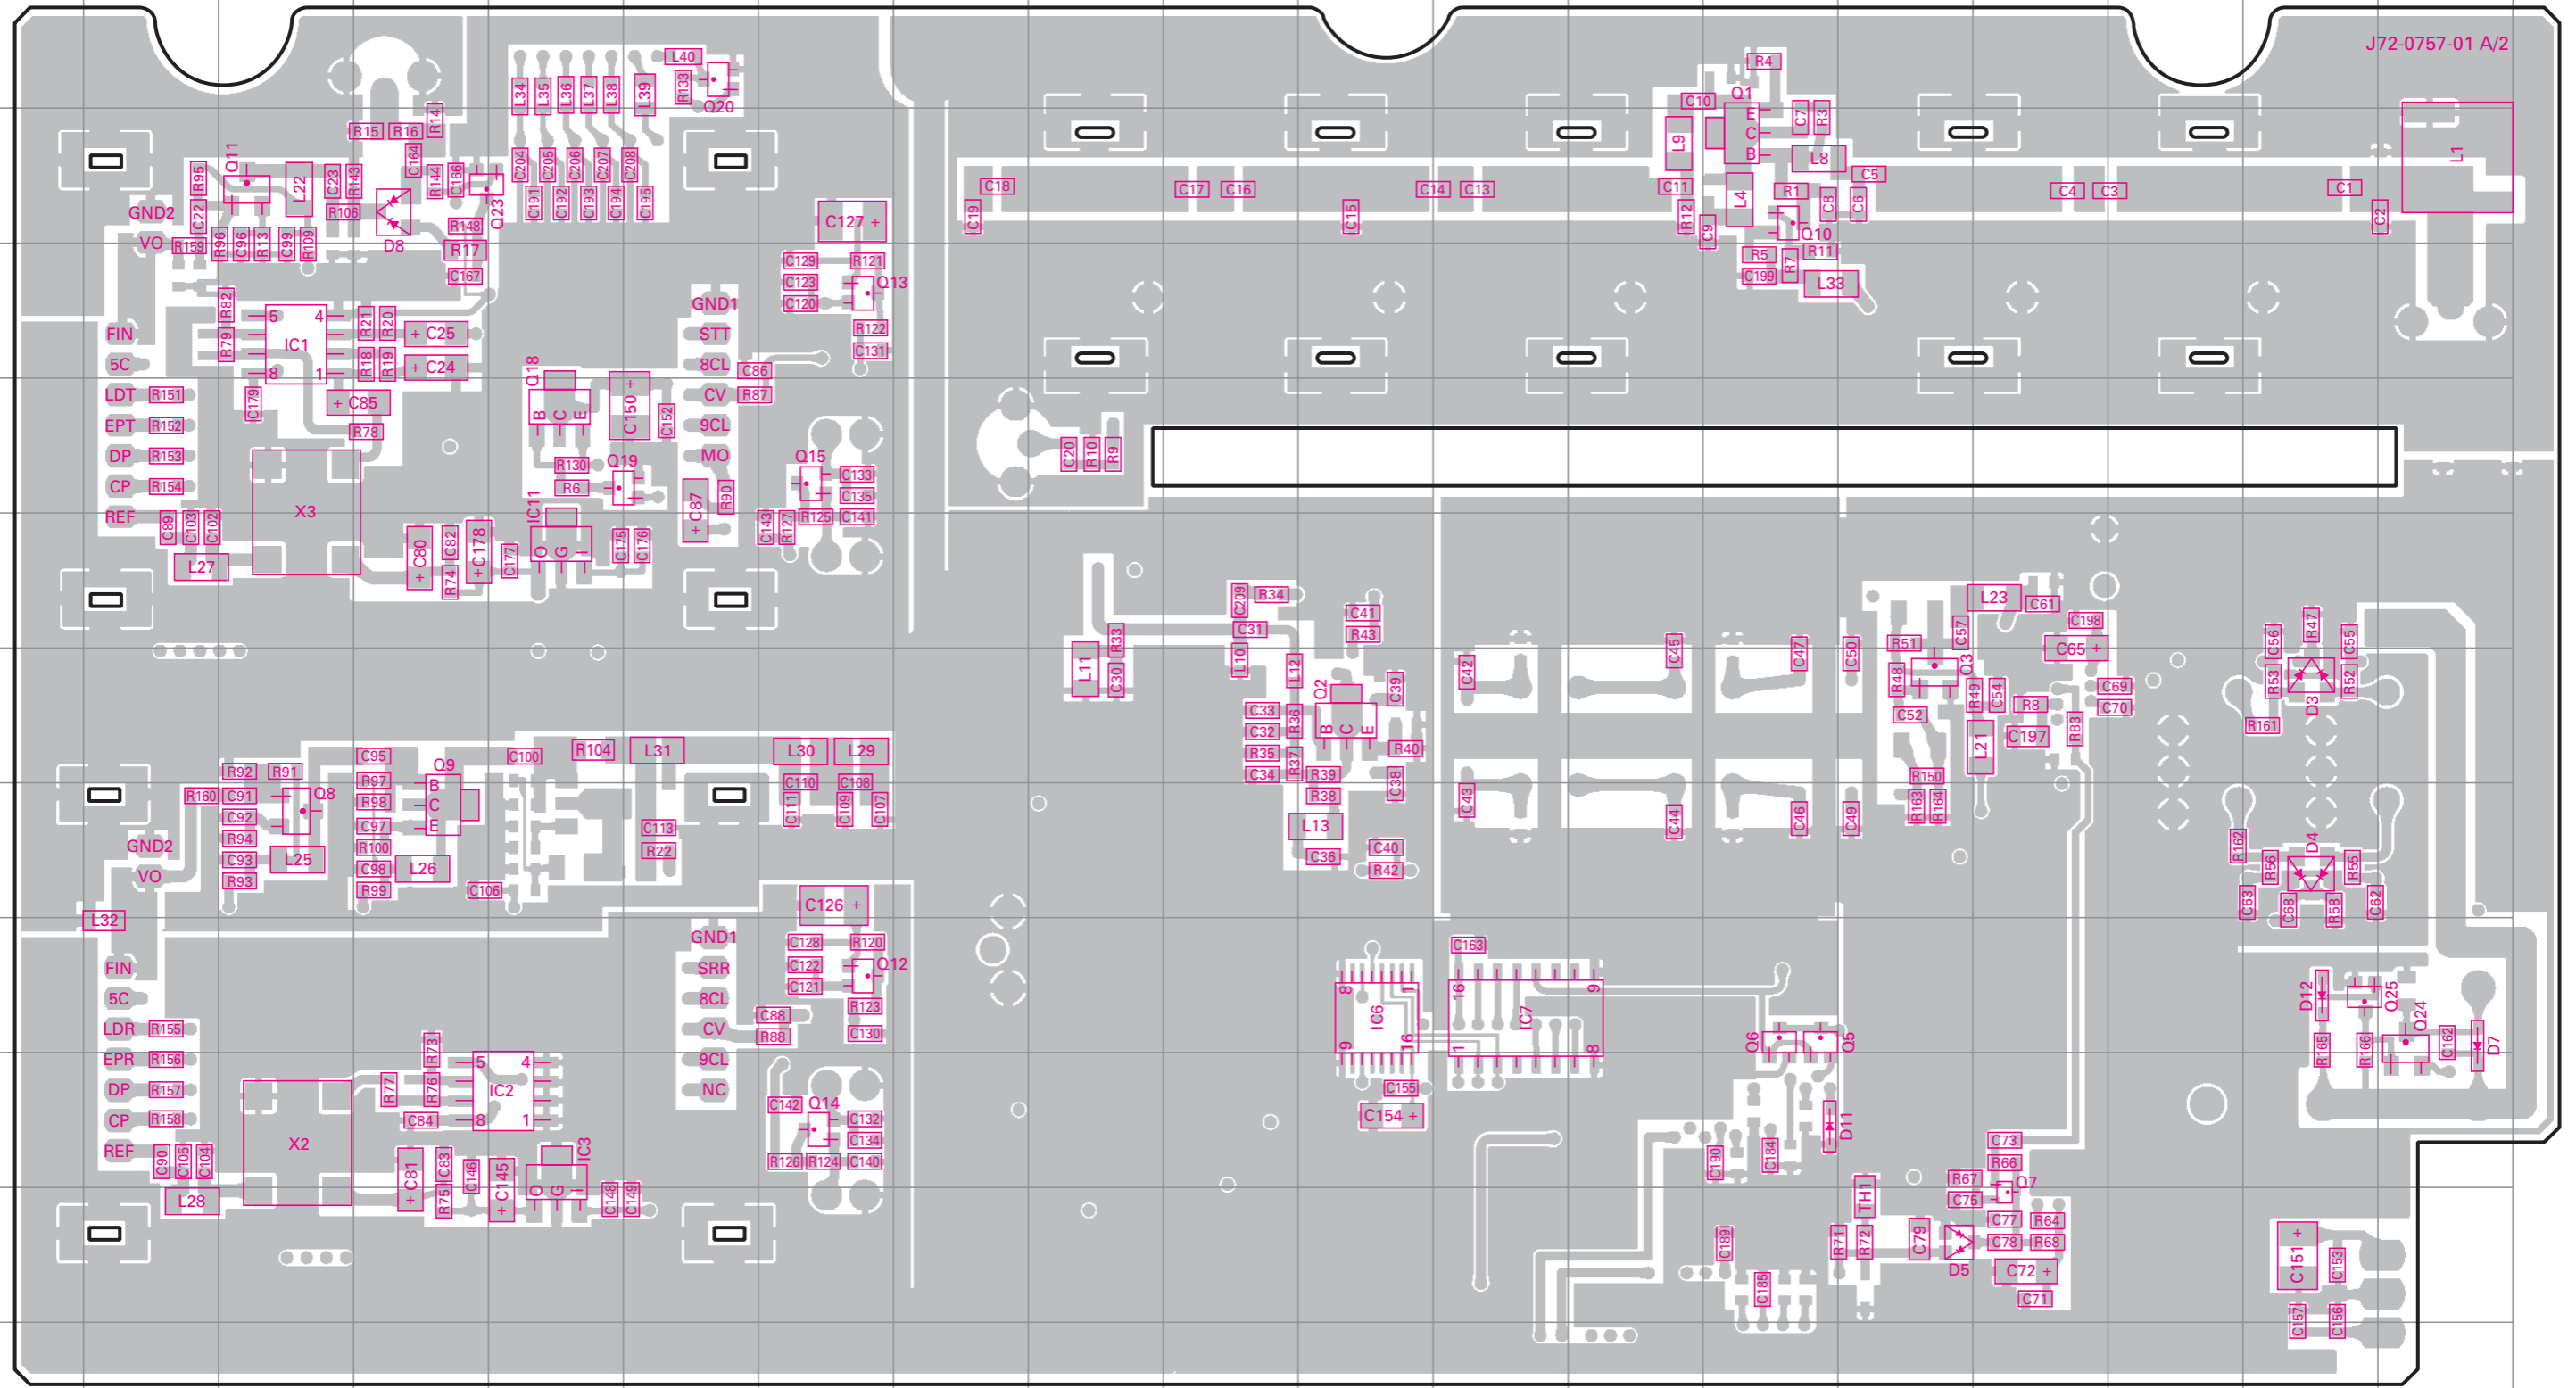 J72-0757-01 A/2
L40
R133
Q20
L34 L35 L36 L37 L38 L39
R4
C10 Q1
E
C
B
C7 R3
L9
L8
C5
L1
R15 R16 R14
C164
Q11
R95
L22
C23 R143
R144 C166
Q23
C204 C205 C206 C207 C208
C191 C192 C193 C194 C195
C22
R106
D8
R148
R17
C167
GND2
VO
R159 R96 C96 R13 C99 R109
C127 +
C18
C19
C17 C16
C15
C14 C13
C11
R12
C9
L4
R1
C8 C6
Q10
R5 R7 R11
C199
L33
C4 C3
C1
C2
C129 R121
C123
Q13
C120
R122
C131
R82
R79
5 4
IC1
8 1
R21 R20
R18 R19
+ C25
+ C24
+ C85
R78
C179
FIN
5C
LDT R151
EPT R152
DP R153
CP R154
REF
C89 C103 C102
L27
X3
C80 +
C82
R74
+C178
C177
Q18
B C E
+ C150
C152
R130
R6
Q19
IC11
O G I
C175 C176
GND1
STT
8CL
CV
9CL
MO
C86
R87
+ C87
R90
Q15
C133
C135
C143 R127 R125 C141
C20 R10 R9
C209 R34
C31
C41
R43
L11
R33
C30
L10
L12
Q2
B C E
C39
C33
C32
R35
C34
R36
R37
R39
R38
R40
C38
L13
C36
C40
R42
C42
C43
C45
C44
C47
C46
C50
C49
L23
C61
C57
R51
Q3
C198
C65 +
R48
R49 C54
C52
R8
C197
R83
L21
C69
C70
R150
R163 R164
C56 R47 C55
R53 D3 R52
R161
R162
D4
R56 R55
C63 C68 R58 C62
R92 R91
R160 C91
C92
R94
C93
R93
Q8
L25
C95
R97
R98
C97
R100
C98
R99
Q9
B
C
E
L26
C100
C106
R104
L31
C113
R22
L30 L29
C110 C108
C111 C109 C107
GND2
VO
L32
C126 +
C128 R120
C122
Q12
C121
R123
C130
GND1
SRR
8CL
CV
9CL
NC
C88
R88
FIN
5C
LDR R155
EPR R156
DP R157
CP R158
REF
C90 C105 C104
L28
X2
R73
R77 R76
C84
5 4
IC2
8 1
C81 +
C83
R75
C146
C145 +
IC3
O G I
C148 C149
C142
Q14
C132
C134
R126 R124 C140
C163
8 1
IC6
9 16
16 9
IC7
1 8
C155
C154 +
Q6 Q5
D11
C190
C184
C189
C185
TH1
R71 R72
C79
D5
C73
R66
R67
Q7
C75
C77 R64
C78 R68
C72 +
C71
D12
Q25
Q24
R165 R166
C162
D7
+ C151
C153
C157 C156